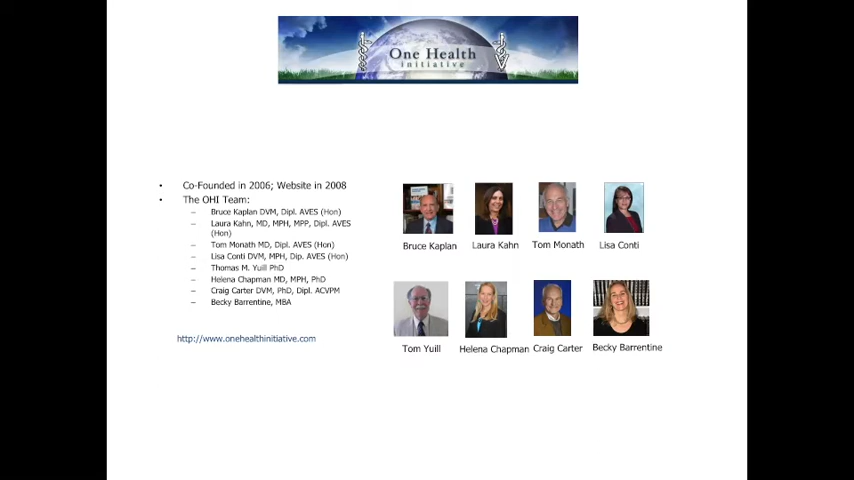 One Health
initiative
• Co-Founded in 2006; Website in 2008
• The OHI Team:
– Bruce Kaplan DVM, Dipl. AVES (Hon)
– Laura Kahn, MD, MPH, MPP, Dipl. AVES
(Hon)
– Tom Monath MD, Dipl. AVES (Hon)
– Lisa Conti DVM, MPH, Dip. AVES (Hon)
– Thomas M. Yuill PhD
– Helena Chapman MD, MPH, PhD
– Craig Carter DVM, PhD, Dipl. ACVPM
– Becky Barrentine, MBA
http://www.onehealthinitiative.com
Bruce Kaplan Laura Kahn Tom Monath Lisa Conti
Tom Yuill Helena Chapman Craig Carter Becky Barrentine